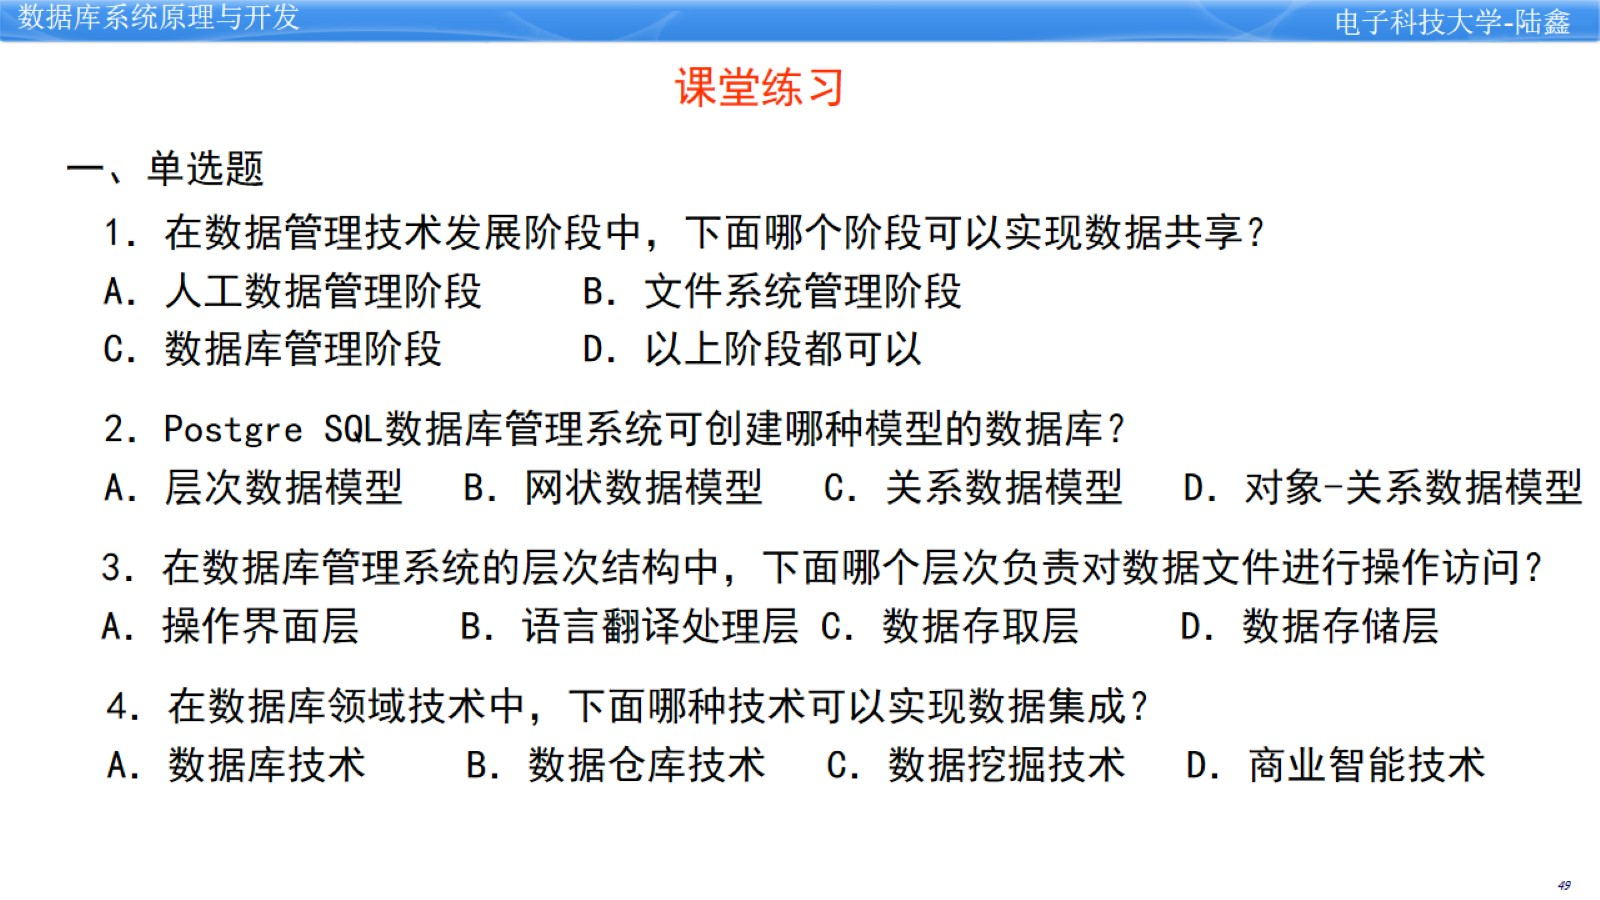 数据库系统原理与开发
电子科技大学-陆鑫
课堂练习
一、单选题
1. 在数据管理技术发展阶段中，下面哪个阶段可以实现数据共享？
A. 人工数据管理阶段 B. 文件系统管理阶段
C. 数据库管理阶段 D. 以上阶段都可以
2. Postgre SQL数据库管理系统可创建哪种模型的数据库？
A. 层次数据模型 B. 网状数据模型 C. 关系数据模型 D. 对象-关系数据模型
3. 在数据库管理系统的层次结构中，下面哪个层次负责对数据文件进行操作访问？
A. 操作界面层 B. 语言翻译处理层 C. 数据存取层 D. 数据存储层
4. 在数据库领域技术中，下面哪种技术可以实现数据集成？
A. 数据库技术 B. 数据仓库技术 C. 数据挖掘技术 D. 商业智能技术
49